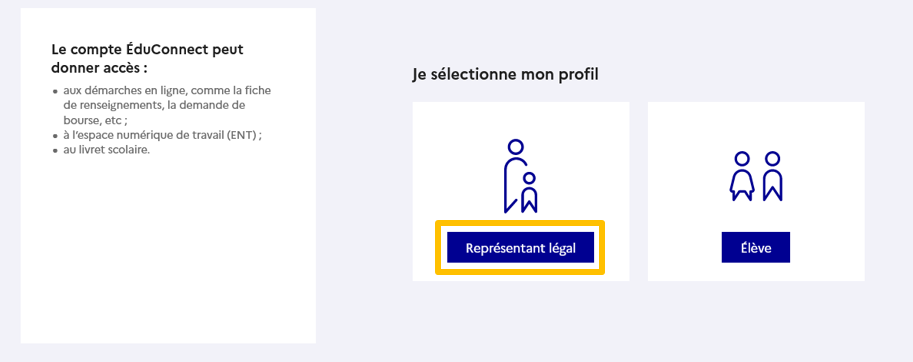 Le compte ÉduConnect peut
donner accès :
• aux démarches en ligne, comme la fiche
de renseignements, la demande de
bourse, etc ;
• à l'espace numérique de travail (ENT) ;
• au livret scolaire.
Je sélectionne mon profil
Représentant légal
Élève